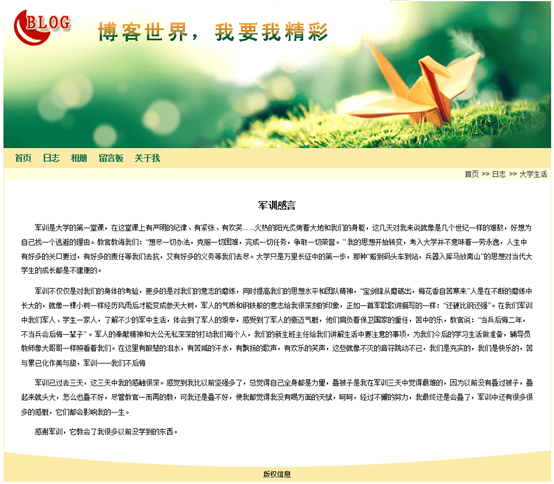 BLOG
博客世界，我要我精彩
首页 日志 相册 留言板 关于我
首页 >> 日志 >> 大学生活
军训感言
军训是大学的第一堂课，在这堂课上有严明的纪律、有紧张、有欢笑……火热的阳光炙烤着大地和我们的身躯，这几天对我来说就像是几个世纪一样的难熬，好想为
自己找一个逃避的理由。教官教诲我们：“想尽一切办法，克服一切困难，完成一切任务，争取一切荣誉。”我的思想开始转变，考入大学并不意味着一劳永逸，人生中
有好多的关口要过，有好多的责任等我们去扛，又有好多的义务等我们去尽。大学只是万里长征中的第一步，那种“船到码头车到站，兵器入库马放南山”的思想对当代大
学生的成长都是不健康的。
军训不仅仅是对我们的身体的考验，更多的是对我们的意志的磨练，同时提高我们的思想水平和团队精神，“宝剑锋从磨砺出，梅花香自苦寒来”人是在不断的磨练中
长大的，就像一棵小树一样经历风雨后才能变成参天大树，军人的气质和钢铁般的意志给我很深刻的印象，正如一首军歌歌词描写的一样：“还硬比钢还强”。在我们军训
中我们军人、学生一家人，了解不少的军中生活，体会到了军人的艰辛，感受到了军人的豪迈气概，他们肩负着保卫国家的重任，苦中的乐，教官说：“当兵后悔二年，
不当兵会后悔一辈子”。军人的奉献精神和大公无私深深的打动我们每个人，我们的新生班主任给我们讲解生活中要注意的事项，为我们今后的学习生活做准备，辅导员
教师像大哥哥一样照看着我们。在这里有酸楚的泪水，有苦咸的汗水，有飘扬的歌声，有欢乐的笑声，这些就像不灭的音符跳动不已，我们是充实的，我们是快乐的，苦
与累已化作美与甜，军训——我们不后悔
军训已过去三天，这三天中我的感触很深。感觉到我比以前坚强多了，总觉得自己全身都是力量，叠被子是我在军训三天中觉得最难的，因为以前没有叠过被子，叠
起来就头大，怎么也叠不好，尽管教官一而再的教，可我还是叠不好，使我都觉得我没有吗方面的天赋，呵呵，经过不懈的努力，我最终还是会叠了，军训中还有很多很
多的感慨，它们都会影响我的一生。
感谢军训，它教会了我很多以前没学到的东西。
版权信息